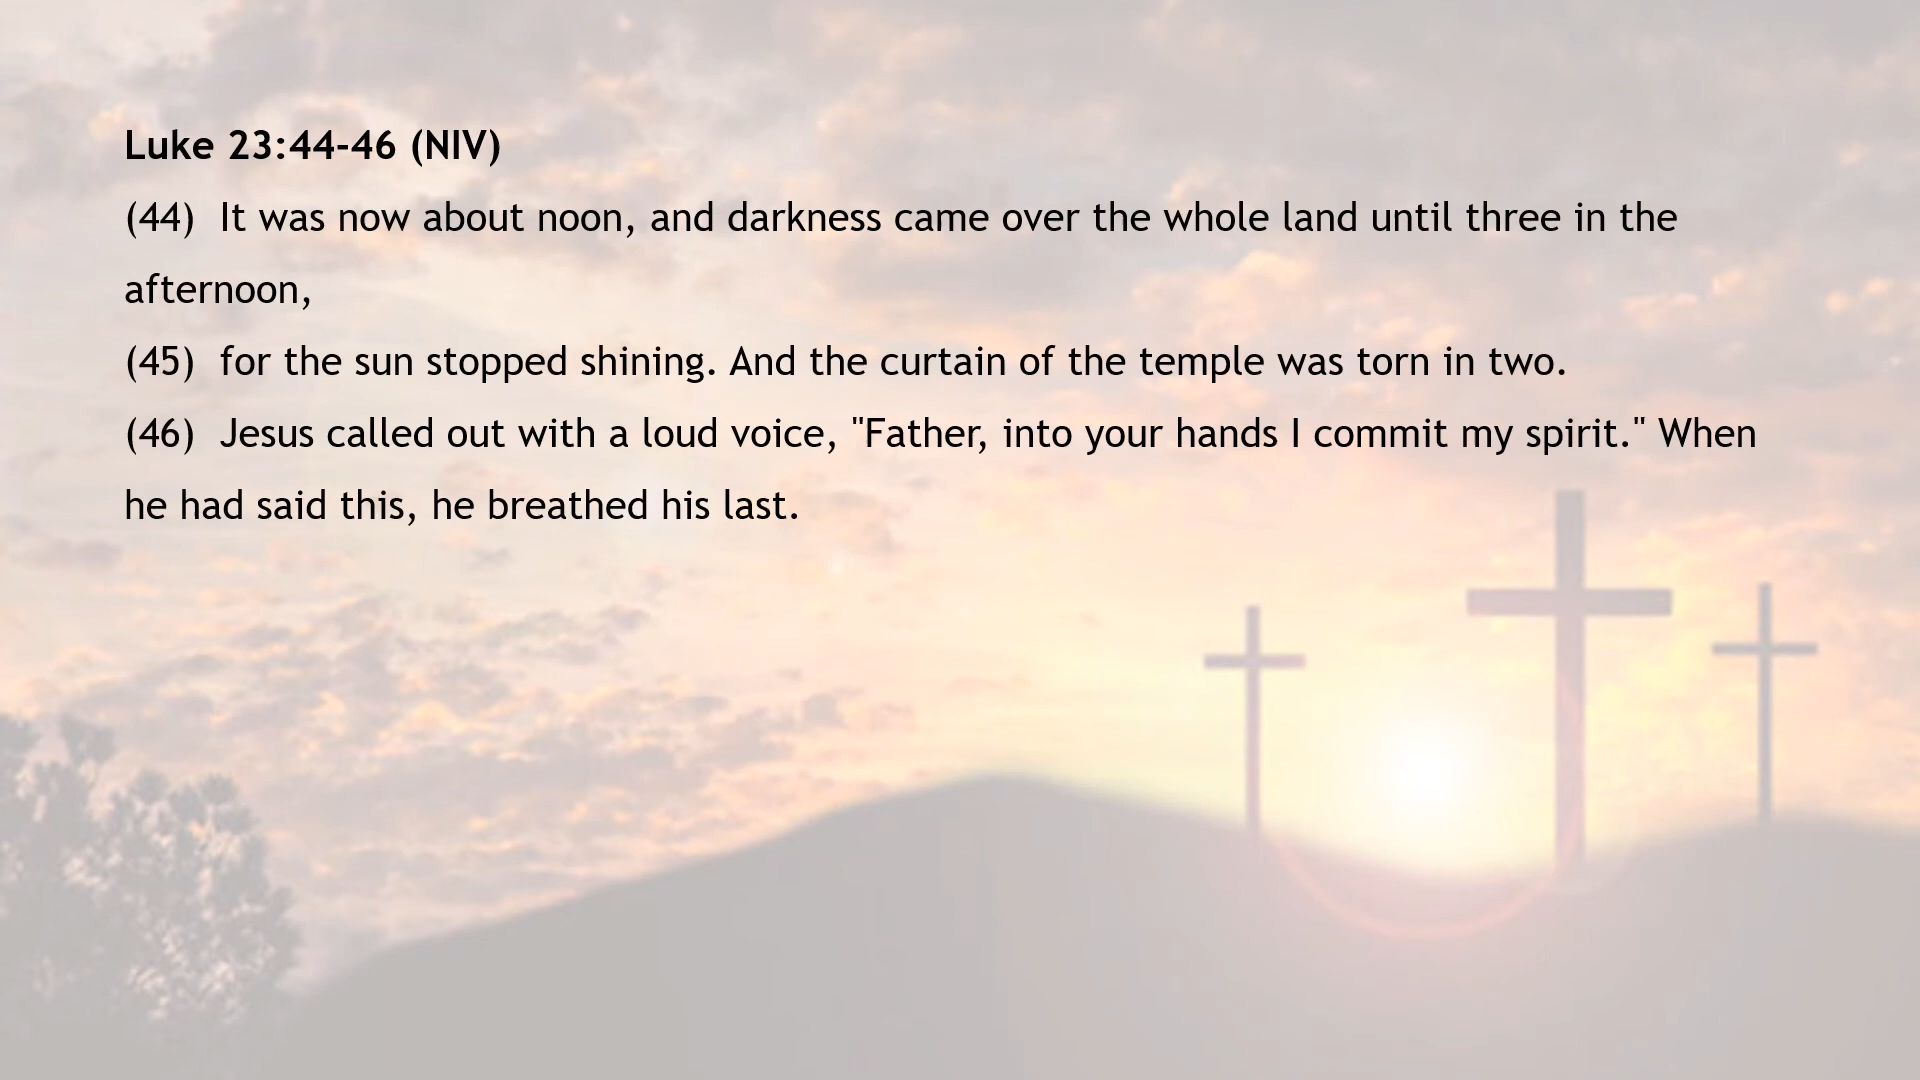 Luke 23:44-46 (NIV)
(44)  It was now about noon, and darkness came over the whole land until three in the
afternoon,
(45)  for the sun stopped shining. And the curtain of the temple was torn in two.
(46)  Jesus called out with a loud voice, "Father, into your hands I commit my spirit." When
he had said this, he breathed his last.